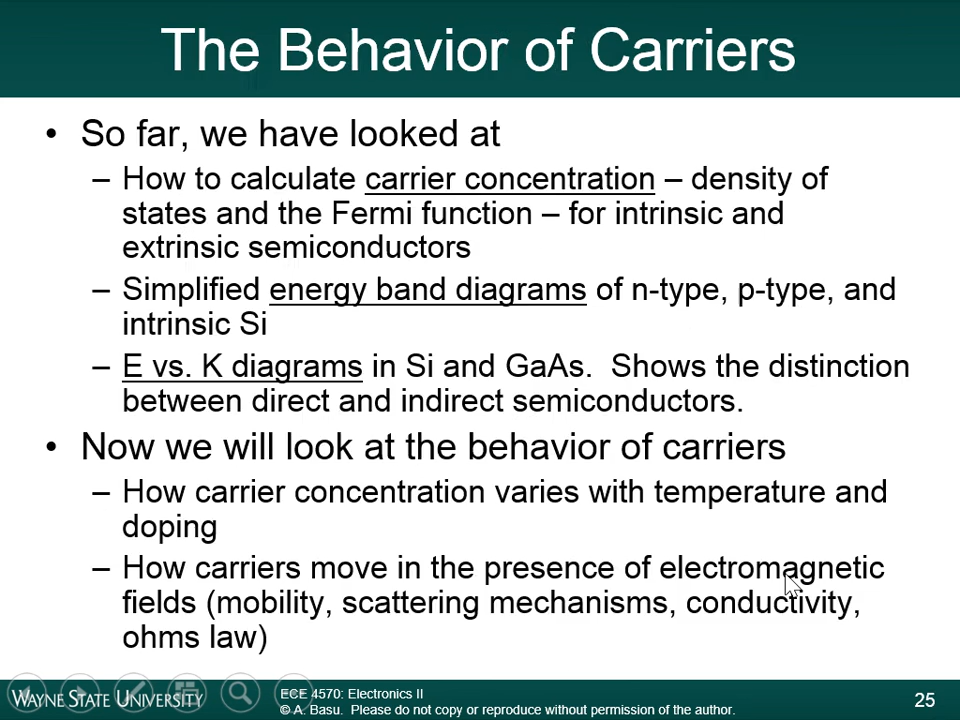 The Behavior of Carriers
• So far, we have looked at
– How to calculate carrier concentration – density of
states and the Fermi function – for intrinsic and
extrinsic semiconductors
– Simplified energy band diagrams of n-type, p-type, and
intrinsic Si
– E vs. K diagrams in Si and GaAs.  Shows the distinction
between direct and indirect semiconductors.
• Now we will look at the behavior of carriers
– How carrier concentration varies with temperature and
doping
– How carriers move in the presence of electromagnetic
fields (mobility, scattering mechanisms, conductivity,
ohms law)
WAYNE STATE UNIVERSITY
ECE 4570: Electronics II
© A. Basu.  Please do not copy or reproduce without permission of the author.
25